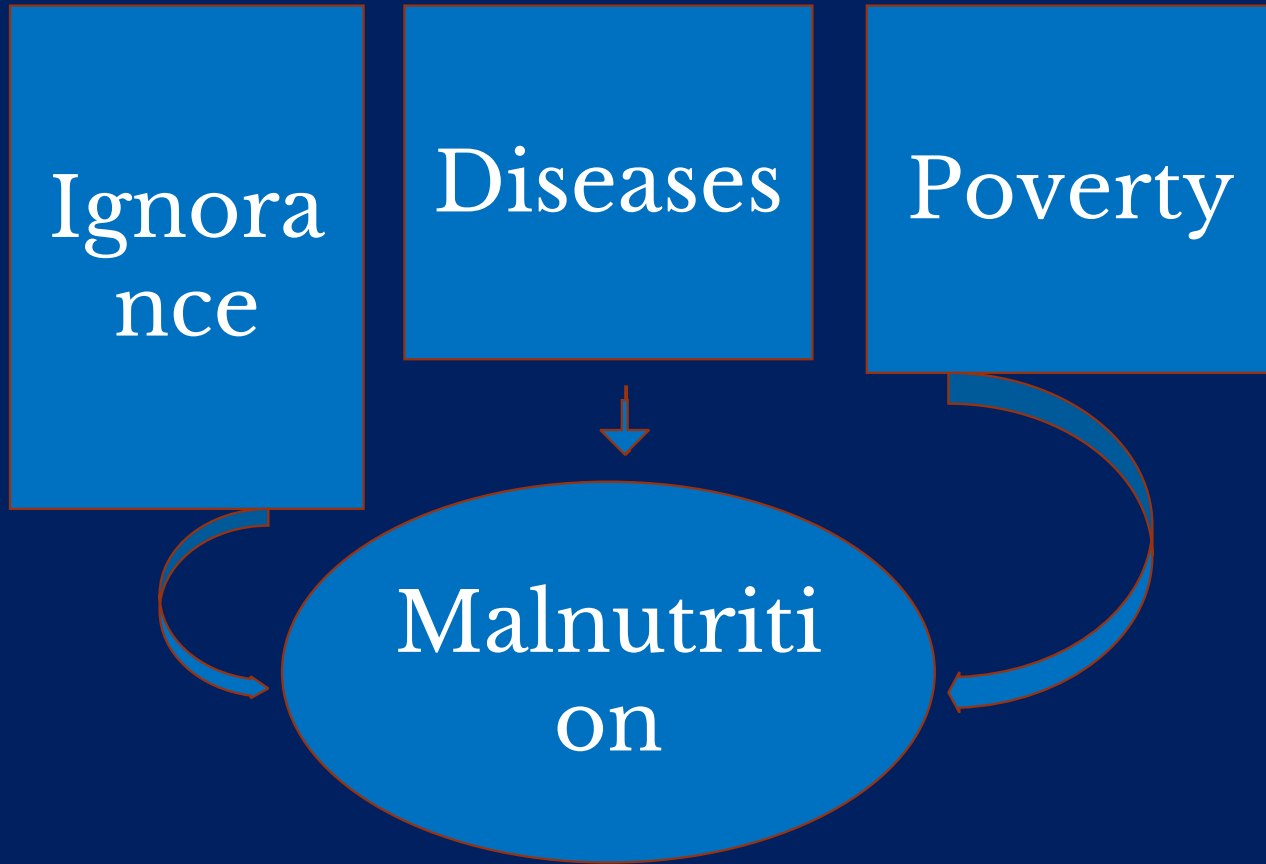 Ignora
nce
Diseases
Poverty
Malnutriti
on